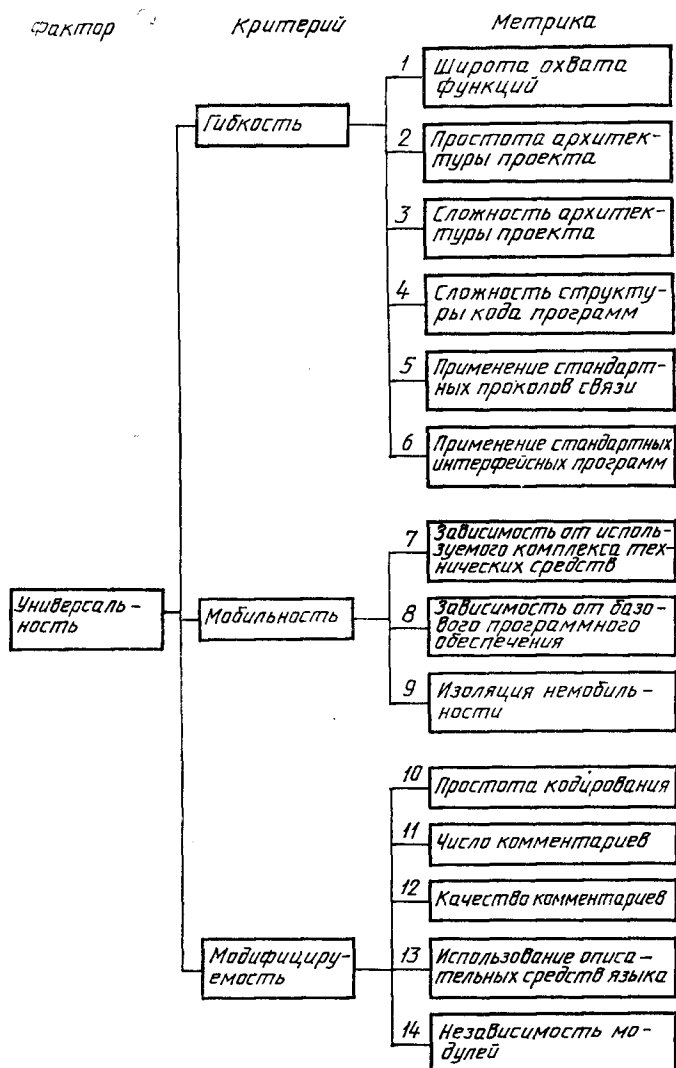 Фактор Критерий Метрика
1 Широта охвата
функций
Гибкость
2 Простота архитек-
туры проекта
3 Сложность архитек-
туры проекта
4 Сложность структу-
ры кода программ
5 Применение стандарт-
ных проколов связи
6 Применение стандартных
интерфейсных программ
7 Зависимость от исполь-
зуемого комплекса тех-
нических средств
Универсаль-
ность
Мобильность
8 Зависимость от базо-
вого программного
обеспечения
9 Изоляция немобиль-
ности
10 Простота кодирования
11 Число комментариев
12 Качество комментариев
Модифициру-
емость
13 Использование описа-
тельных средств языка
14 Независимость мо-
дулей